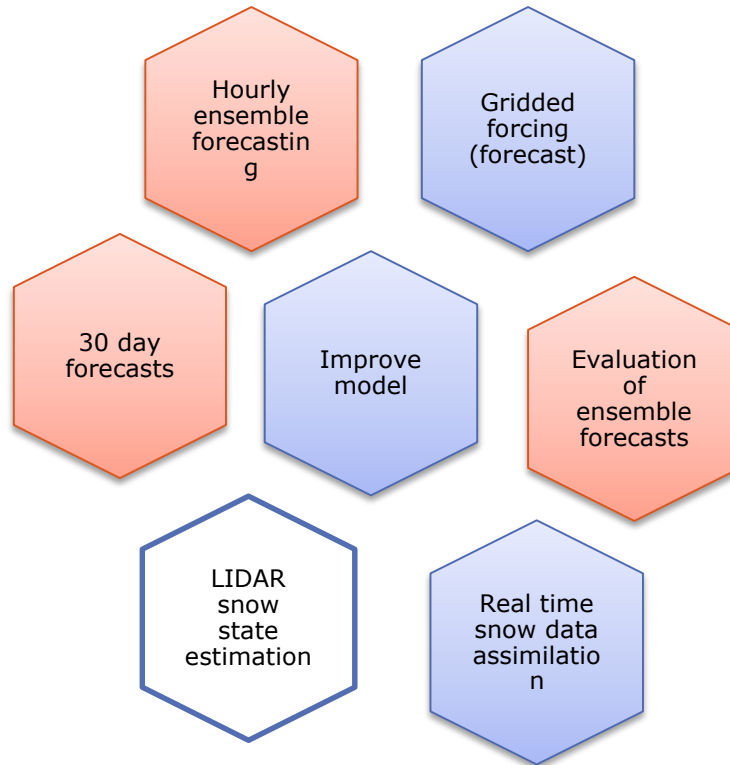 Hourly
ensemble
forecastin
g
Gridded
forcing
(forecast)
30 day
forecasts
Improve
model
Evaluation
of
ensemble
forecasts
LIDAR
snow
state
estimation
Real time
snow data
assimilatio
n